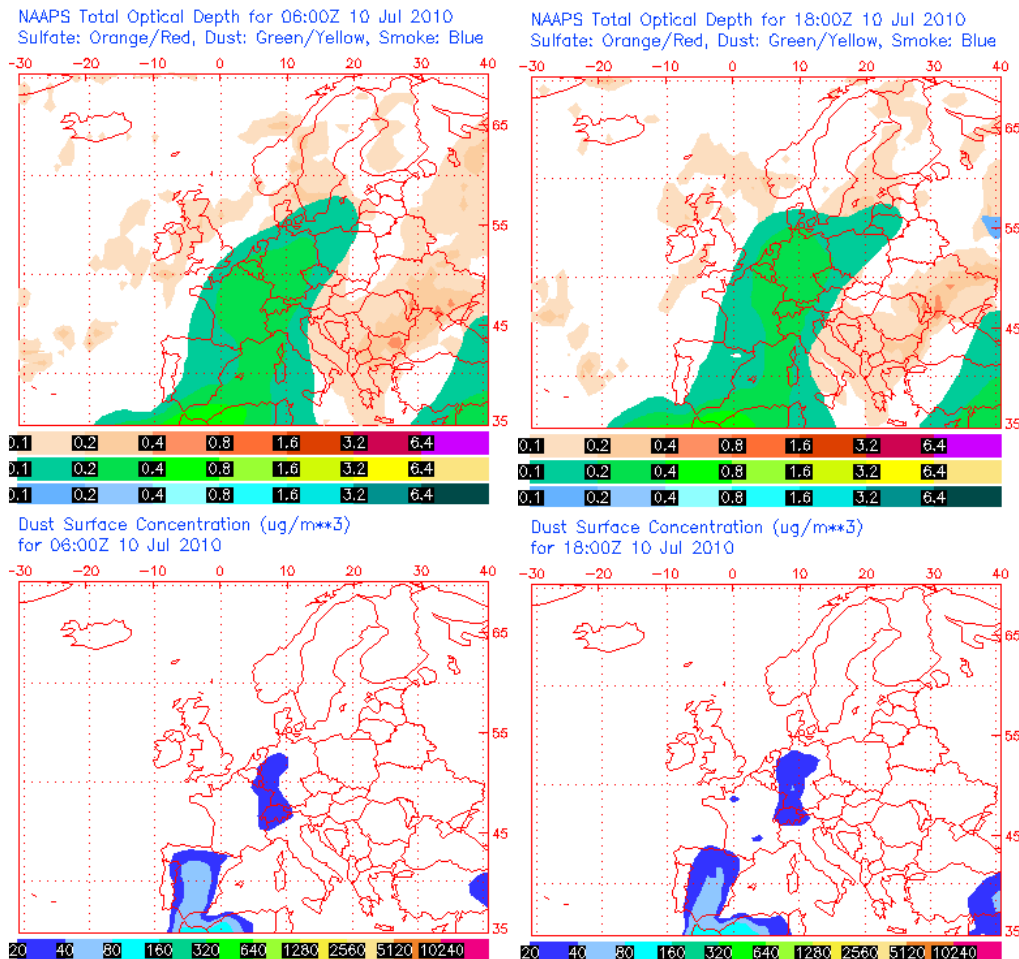 NAAPS Total Optical Depth for 06:00Z 10 Jul 2010
Sulfate: Orange/Red, Dust: Green/Yellow, Smoke: Blue
-30 -20 -10 0 10 20 30 40
65
55
45
35
0.1 0.2 0.4 0.8 1.6 3.2 6.4
0.1 0.2 0.4 0.8 1.6 3.2 6.4
0.1 0.2 0.4 0.8 1.6 3.2 6.4
NAAPS Total Optical Depth for 18:00Z 10 Jul 2010
Sulfate: Orange/Red, Dust: Green/Yellow, Smoke: Blue
-30 -20 -10 0 10 20 30 40
65
55
45
35
0.1 0.2 0.4 0.8 1.6 3.2 6.4
0.1 0.2 0.4 0.8 1.6 3.2 6.4
0.1 0.2 0.4 0.8 1.6 3.2 6.4
Dust Surface Concentration (ug/m**3)
for 06:00Z 10 Jul 2010
-30 -20 -10 0 10 20 30 40
65
55
45
35
20 40 80 160 320 640 1280 2560 5120 10240
Dust Surface Concentration (ug/m**3)
for 18:00Z 10 Jul 2010
-30 -20 -10 0 10 20 30 40
65
55
45
35
20 40 80 160 320 640 1280 2560 5120 10240